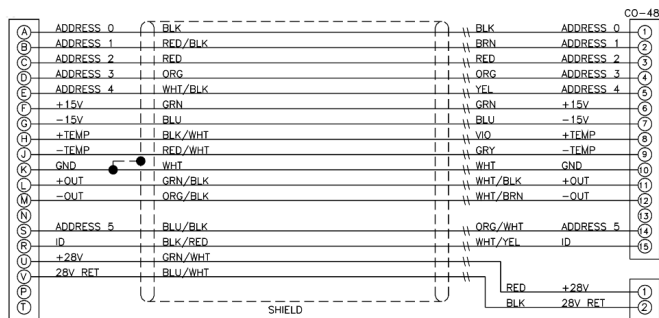 CO-48
A ADDRESS 0 BLK BLK ADDRESS 0 1
B ADDRESS 1 RED/BLK BRN ADDRESS 1 2
C ADDRESS 2 RED RED ADDRESS 2 3
D ADDRESS 3 ORG ORG ADDRESS 3 4
E ADDRESS 4 WHT/BLK YEL ADDRESS 4 5
F +15V GRN GRN +15V 6
G -15V BLU BLU -15V 7
H +TEMP BLK/WHT VIO +TEMP 8
J -TEMP RED/WHT GRY -TEMP 9
K GND WHT WHT GND 10
L +OUT GRN/BLK WHT/BLK +OUT 11
M -OUT ORG/BLK WHT/BRN -OUT 12
N 13
S ADDRESS 5 BLU/BLK ORG/WHT ADDRESS 5 14
R ID BLK/RED WHT/YEL ID 15
U +28V GRN/WHT
V 28V RET BLU/WHT
P RED +28V 1
T SHIELD BLK 28V RET 2